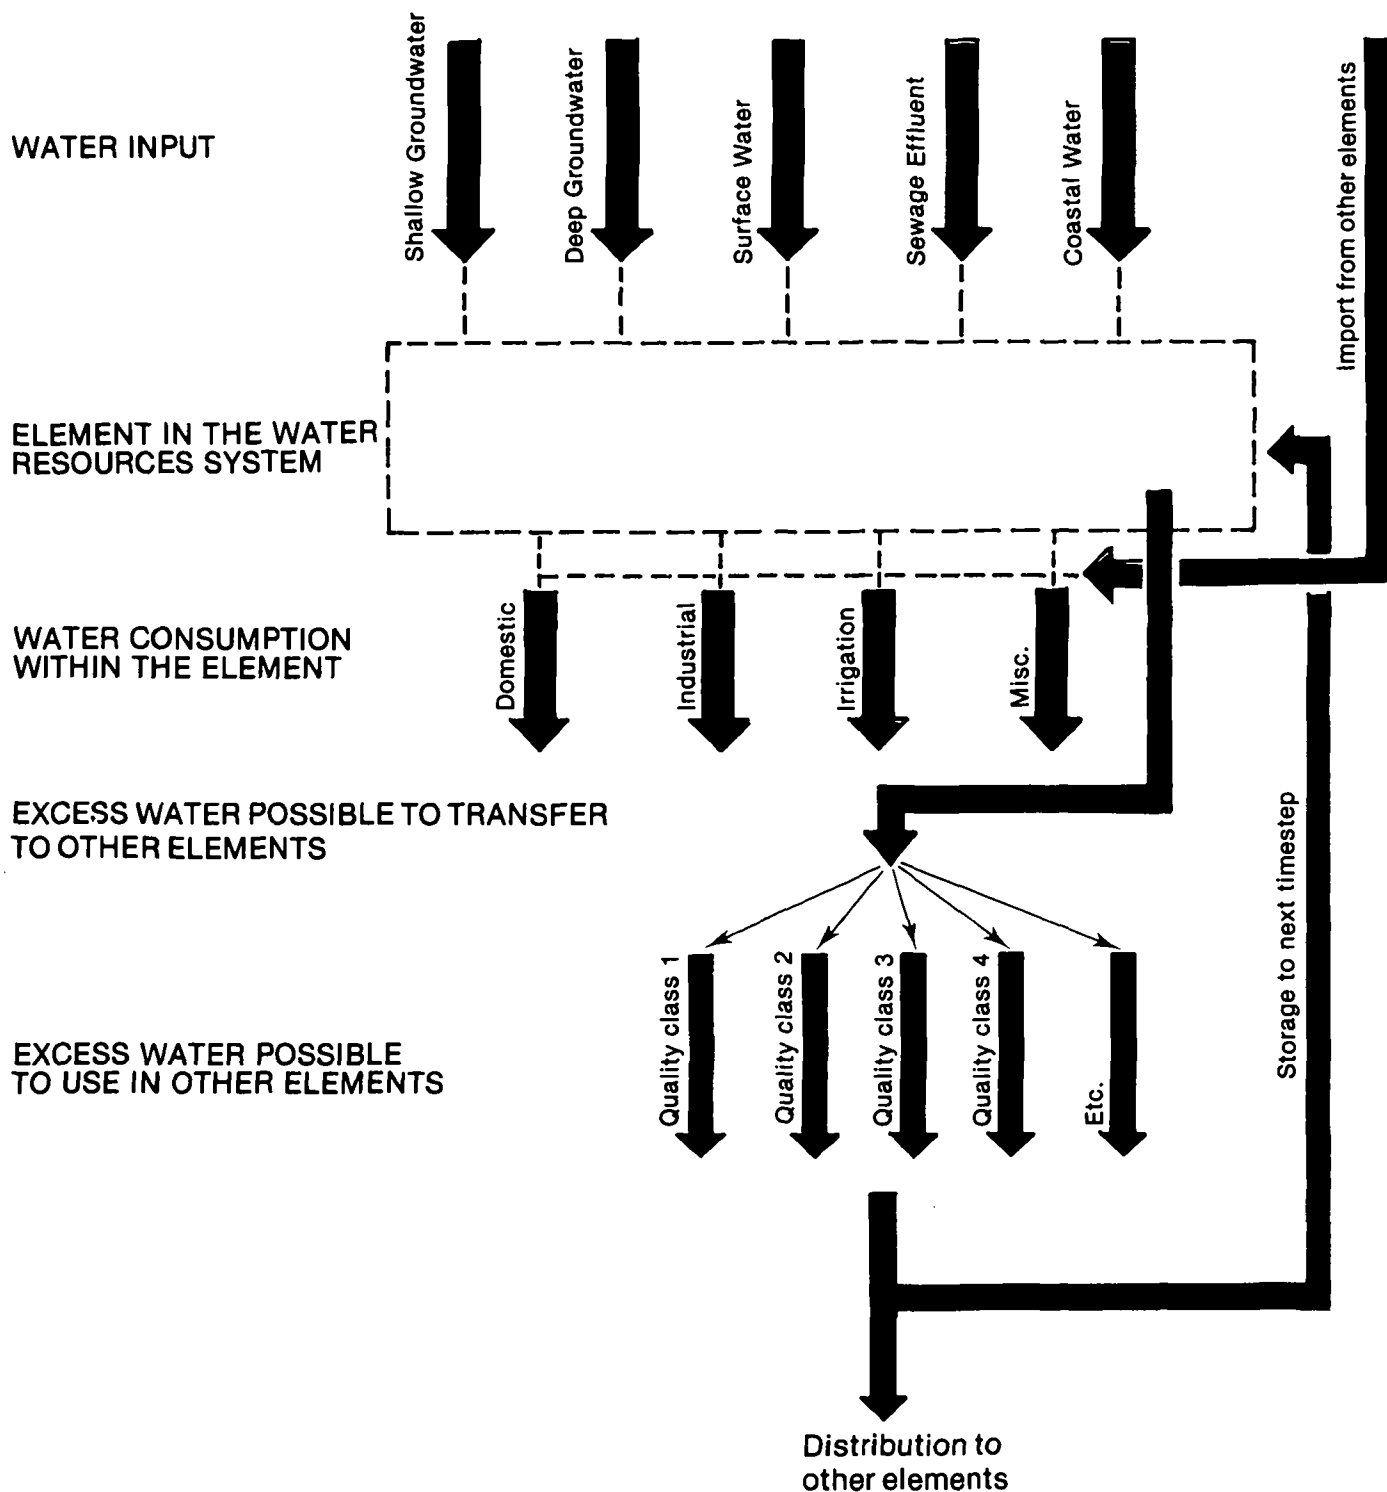 WATER INPUT
Shallow Groundwater
Deep Groundwater
Surface Water
Sewage Effluent
Coastal Water
Import from other elements
ELEMENT IN THE WATER
RESOURCES SYSTEM
WATER CONSUMPTION
WITHIN THE ELEMENT
Domestic
Industrial
Irrigation
Misc.
EXCESS WATER POSSIBLE TO TRANSFER
TO OTHER ELEMENTS
Storage to next timestep
EXCESS WATER POSSIBLE
TO USE IN OTHER ELEMENTS
Quality class 1
Quality class 2
Quality class 3
Quality class 4
Etc.
Distribution to
other elements